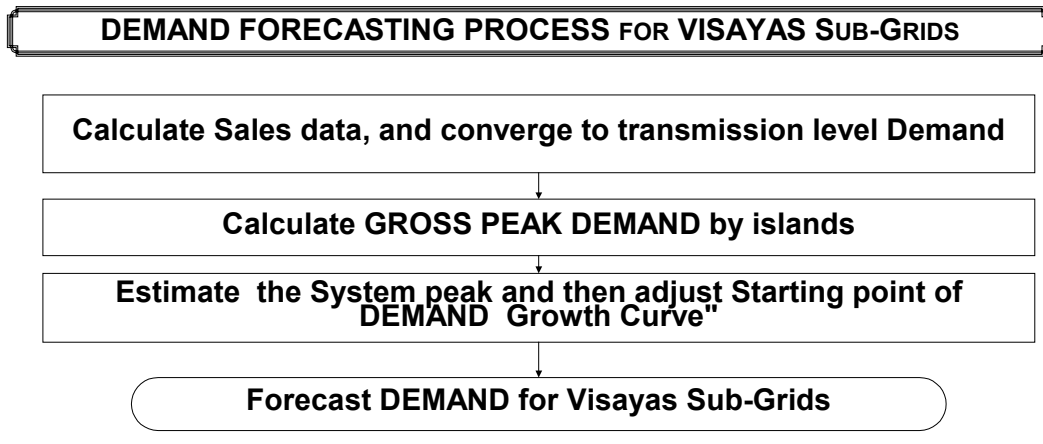 DEMAND FORECASTING PROCESS FOR VISAYAS SUB-GRIDS
Calculate Sales data, and converge to transmission level Demand
Calculate GROSS PEAK DEMAND by islands
Estimate the System peak and then adjust Starting point of
DEMAND Growth Curve"
Forecast DEMAND for Visayas Sub-Grids